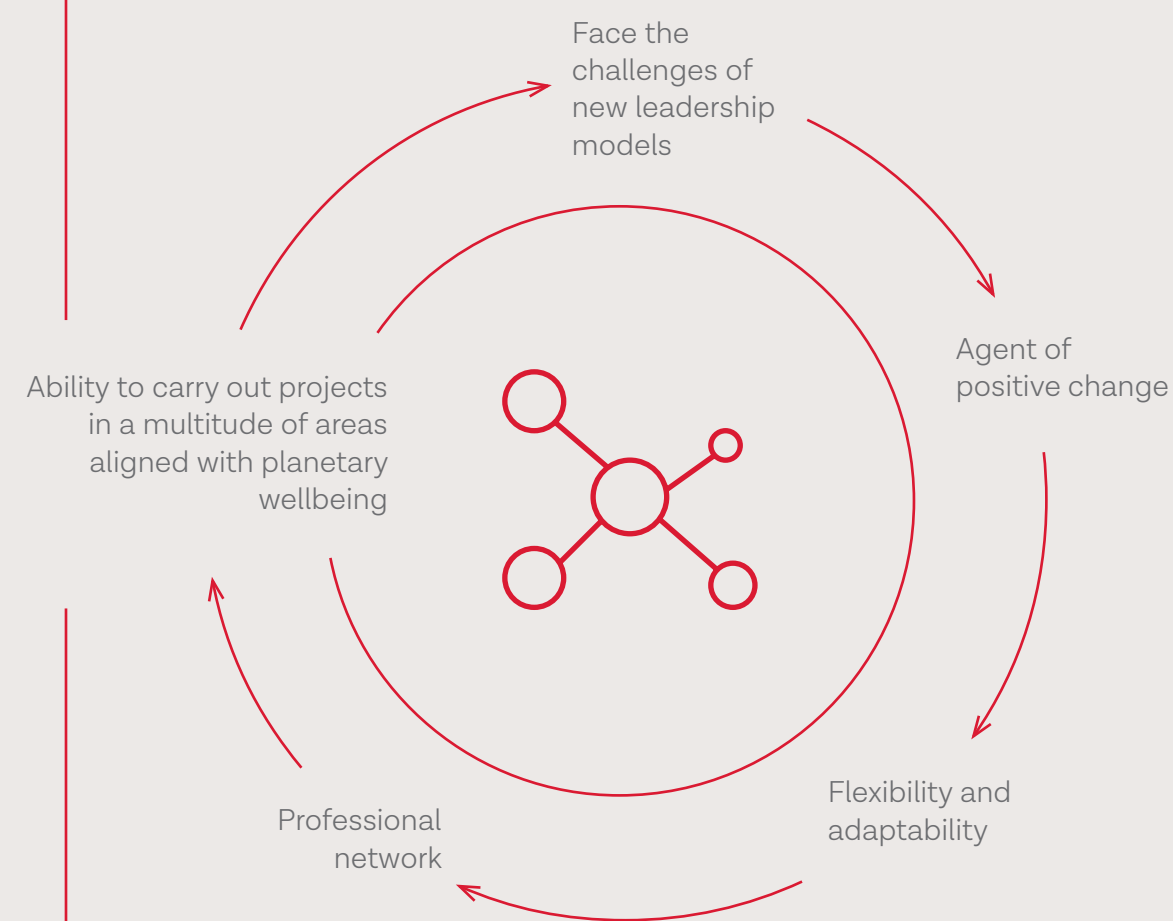 Face the
challenges of
new leadership
models
Agent of
positive change
Flexibility and
adaptability
Professional
network
Ability to carry out projects
in a multitude of areas
aligned with planetary
wellbeing